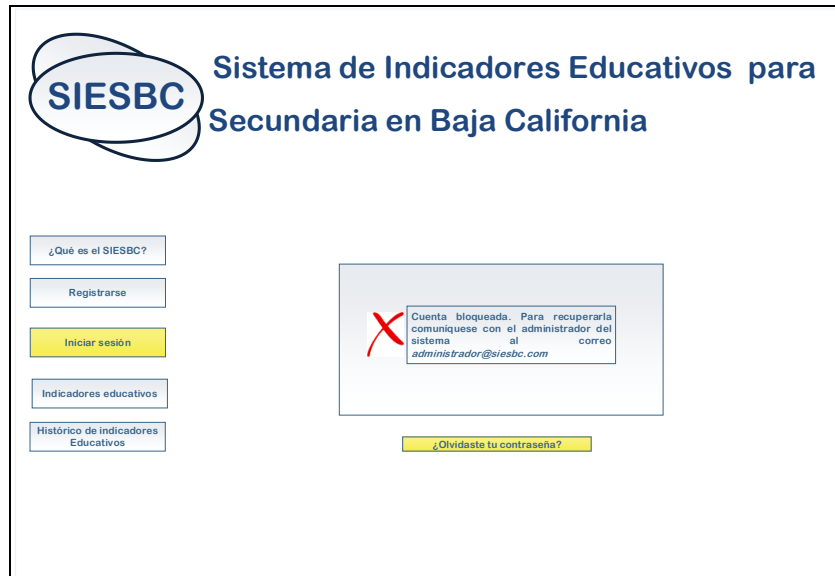 SIESBC
Sistema de Indicadores Educativos para
Secundaria en Baja California
¿Qué es el SIESBC?
Registrarse
Iniciar sesión
Indicadores educativos
Histórico de indicadores
Educativos
Cuenta bloqueada. Para recuperarla
comuníquese con el administrador del
sistema al correo
administrador@siesbc.com
¿Olvidaste tu contraseña?